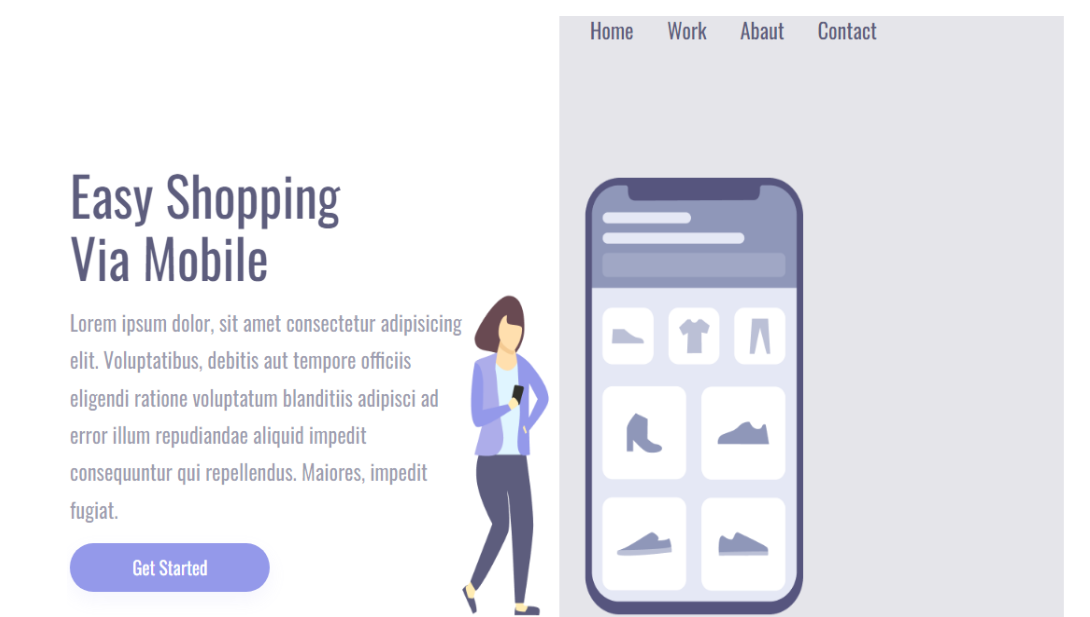 Home Work Abaut Contact
Easy Shopping
Via Mobile
Lorem ipsum dolor, sit amet consectetur adipisicing
elit. Voluptatibus, debitis aut tempore officiis
eligendi ratione voluptatum blanditiis adipisci ad
error illum repudiandae aliquid impedit
consequuntur qui repellendus. Maiores, impedit
fugiat.
Get Started